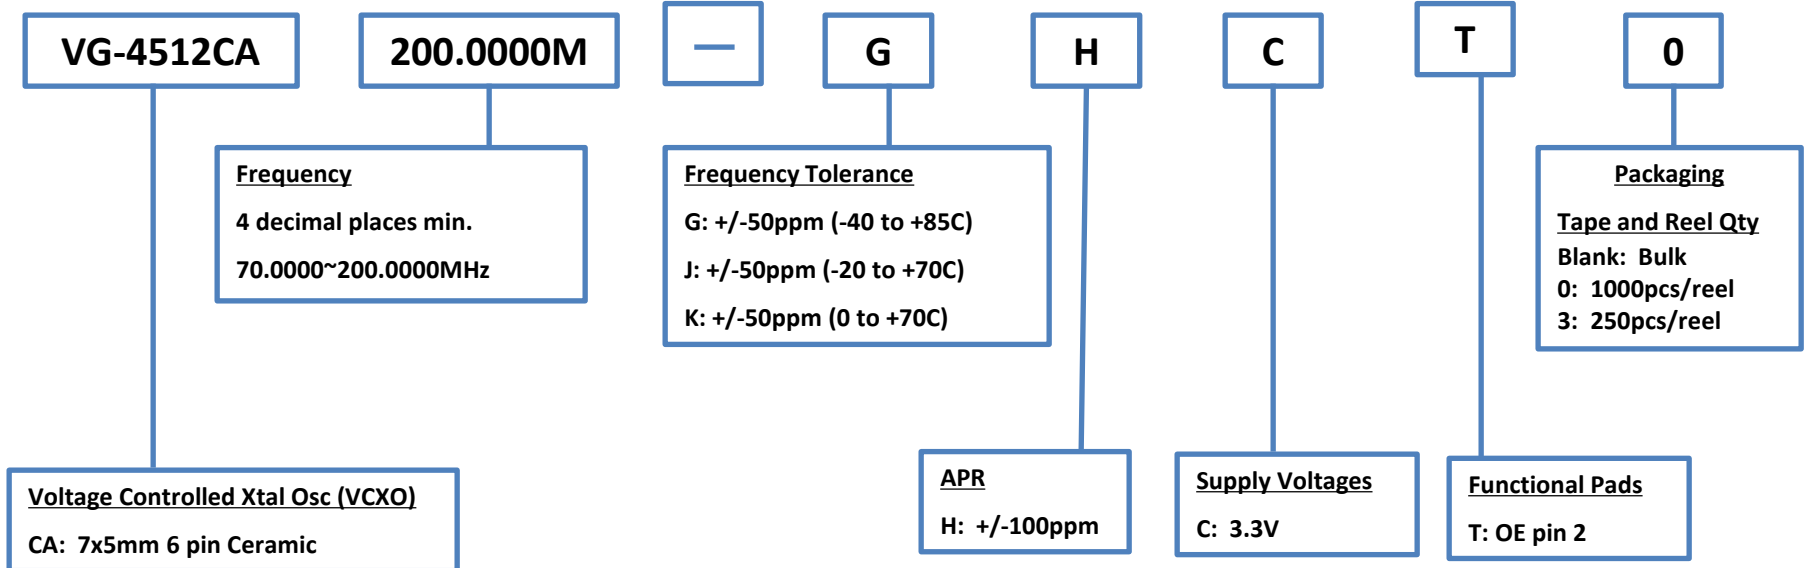 VG-4512CA 200.0000M — G H C T 0
Frequency
4 decimal places min.
70.0000~200.0000MHz
Frequency Tolerance
G: +/-50ppm (-40 to +85C)
J: +/-50ppm (-20 to +70C)
K: +/-50ppm (0 to +70C)
Packaging
Tape and Reel Qty
Blank: Bulk
0: 1000pcs/reel
3: 250pcs/reel
Voltage Controlled Xtal Osc (VCXO)
CA: 7x5mm 6 pin Ceramic
APR
H: +/-100ppm
Supply Voltages
C: 3.3V
Functional Pads
T: OE pin 2